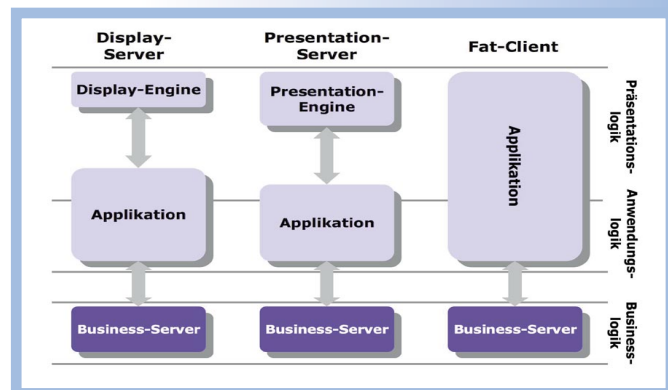 Display-
Server
Presentation-
Server
Fat-Client
Display-Engine
Presentation-
Engine
Applikation
Präsentations-
logik
Applikation
Applikation
Anwendungs-
logik
Business-Server
Business-Server
Business-Server
Business-
logik